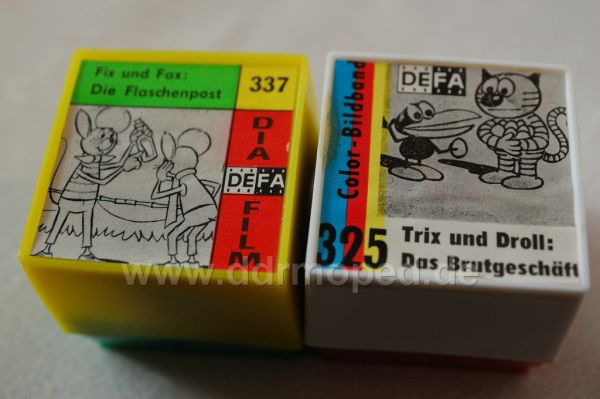 Fix und Fax:
Die Flaschenpost
337
DIA
DEFA
FILM
Color-Bildband
DEFA
325
Trix und Droll:
Das Brutgeschäft
www.ddrmoped.de